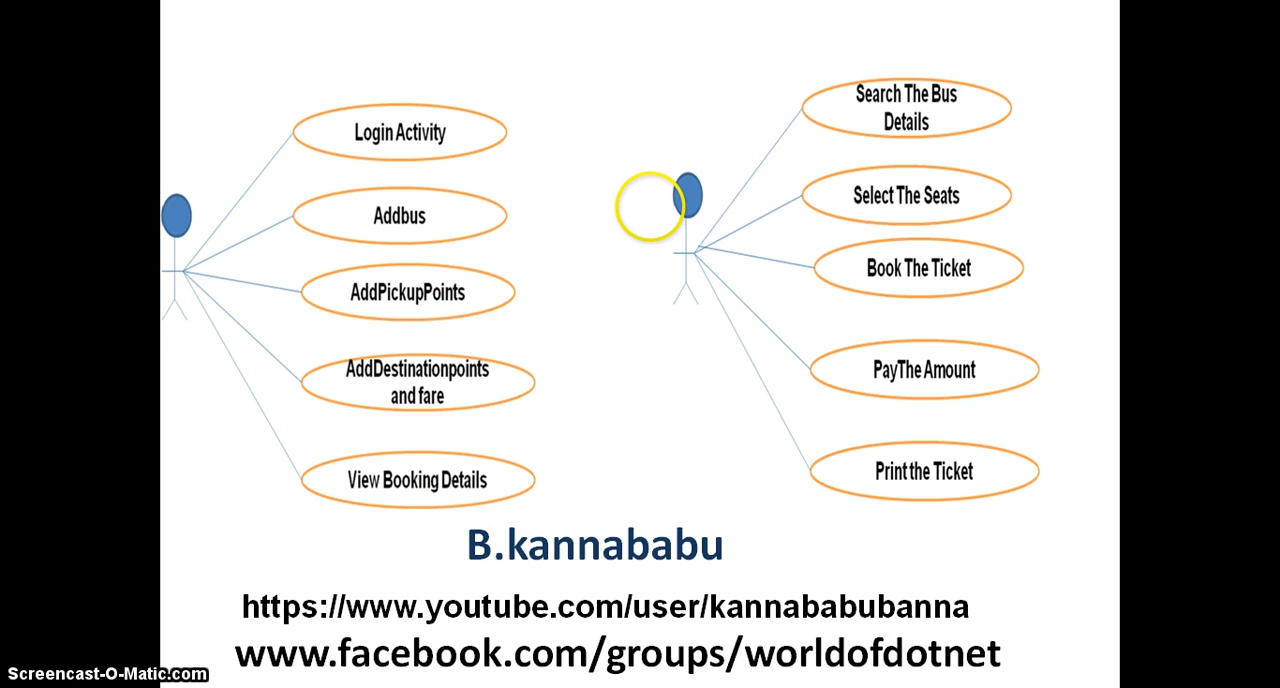 Login Activity
Addbus
AddPickupPoints
AddDestinationpoints
and fare
View Booking Details
Search The Bus
Details
Select The Seats
Book The Ticket
PayThe Amount
Print the Ticket
B.kannababu
https://www.youtube.com/user/kannababubanna
www.facebook.com/groups/worldofdotnet
Screencast-O-Matic.com